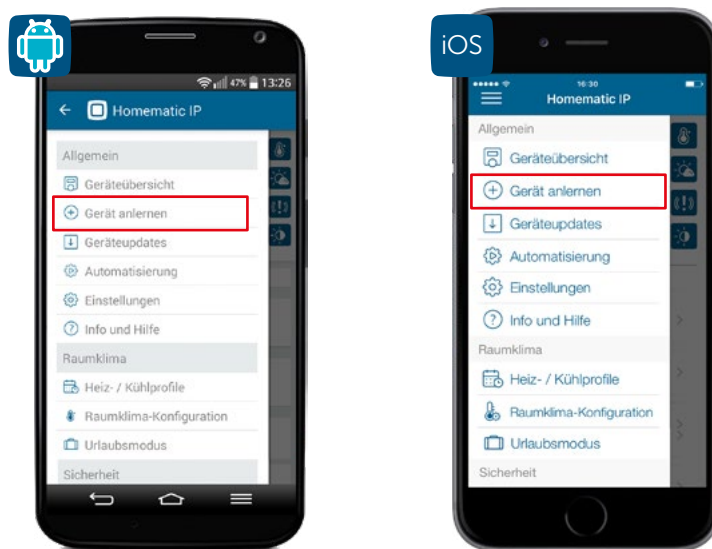 47% 13:26
Homematic IP
Allgemein
Geräteübersicht
Gerät anlernen
Geräteupdates
Automatisierung
Einstellungen
Info und Hilfe
Raumklima
Heiz- / Kühlprofile
Raumklima-Konfiguration
Urlaubsmodus
Sicherheit
iOS
16:30
Homematic IP
Allgemein
Geräteübersicht
Gerät anlernen
Geräteupdates
Automatisierung
Einstellungen
Info und Hilfe
Raumklima
Heiz- / Kühlprofile
Raumklima-Konfiguration
Urlaubsmodus
Sicherheit